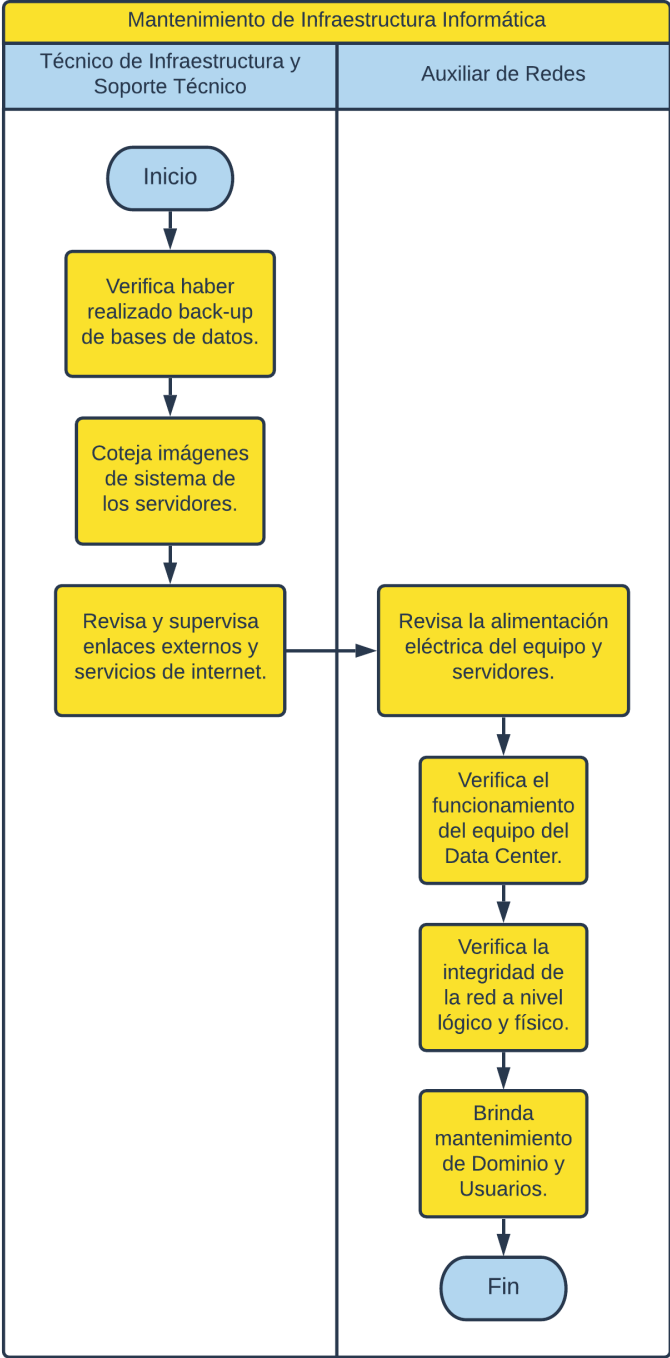 Mantenimiento de Infraestructura Informática
Técnico de Infraestructura y
Soporte Técnico
Auxiliar de Redes
Inicio
Verifica haber
realizado back-up
de bases de datos.
Coteja imágenes
de sistema de
los servidores.
Revisa y supervisa
enlaces externos y
servicios de internet.
Revisa la alimentación
eléctrica del equipo y
servidores.
Verifica el
funcionamiento
del equipo del
Data Center.
Verifica la
integridad de
la red a nivel
lógico y físico.
Brinda
mantenimiento
de Dominio y
Usuarios.
Fin